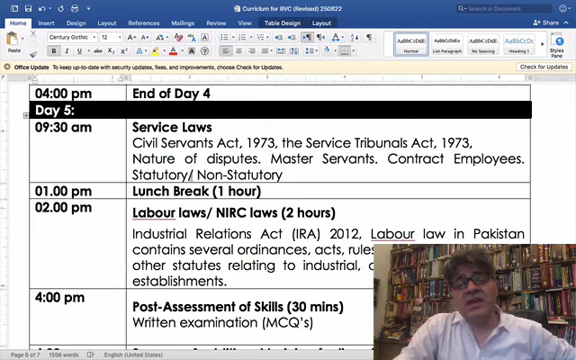 Curriculum for BVC (Revised) 250822
Search in Document
Home Insert Design Layout References Mailings Review View Table Design Layout Share
Century Gothic 12
Paste
AaBbCcDdEe AaBbCcDdEe AaBbCcDdEe AaBbCcDc
Normal List Paragraph No Spacing Heading 1 Styles Pane
Office Update To keep up-to-date with security updates, fixes, and improvements, choose Check for Updates. Check for Updates
04:00 pm End of Day 4
Day 5:
09:30 am Service Laws
Civil Servants Act, 1973, the Service Tribunals Act, 1973,
Nature of disputes. Master Servants. Contract Employees.
Statutory/ Non-Statutory
01.00 pm Lunch Break (1 hour)
02.00 pm Labour laws/ NIRC laws (2 hours)
Industrial Relations Act (IRA) 2012, Labour law in Pakistan
contains several ordinances, acts, rules
other statutes relating to industrial,
establishments.
4:00 pm Post-Assessment of Skills (30 mins)
Written examination (MCQ's)
Page 6 of 7 1556 words English (United States)